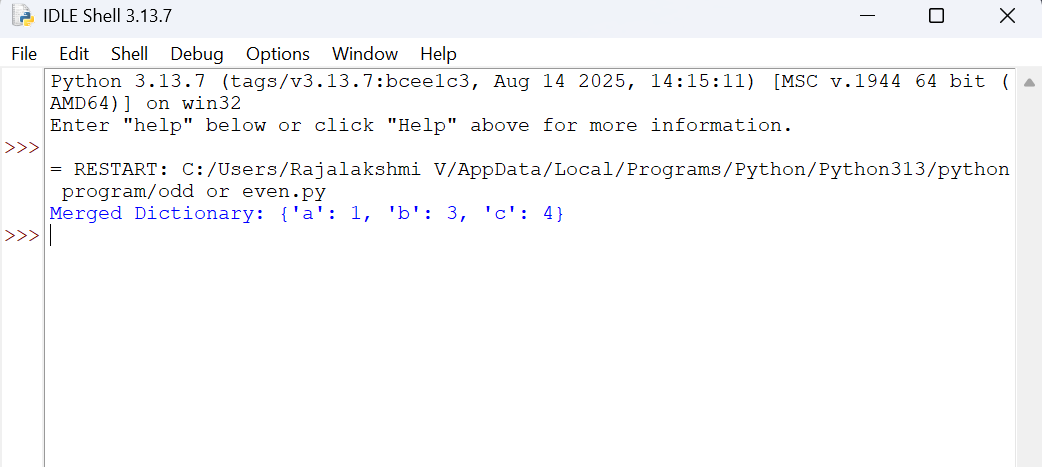 IDLE Shell 3.13.7
File Edit Shell Debug Options Window Help
Python 3.13.7 (tags/v3.13.7:bcee1c3, Aug 14 2025, 14:15:11) [MSC v.1944 64 bit (
AMD64)] on win32
Enter "help" below or click "Help" above for more information.
>>>
= RESTART: C:/Users/Rajalakshmi V/AppData/Local/Programs/Python/Python313/python
 program/odd or even.py
Merged Dictionary: {'a': 1, 'b': 3, 'c': 4}
>>>